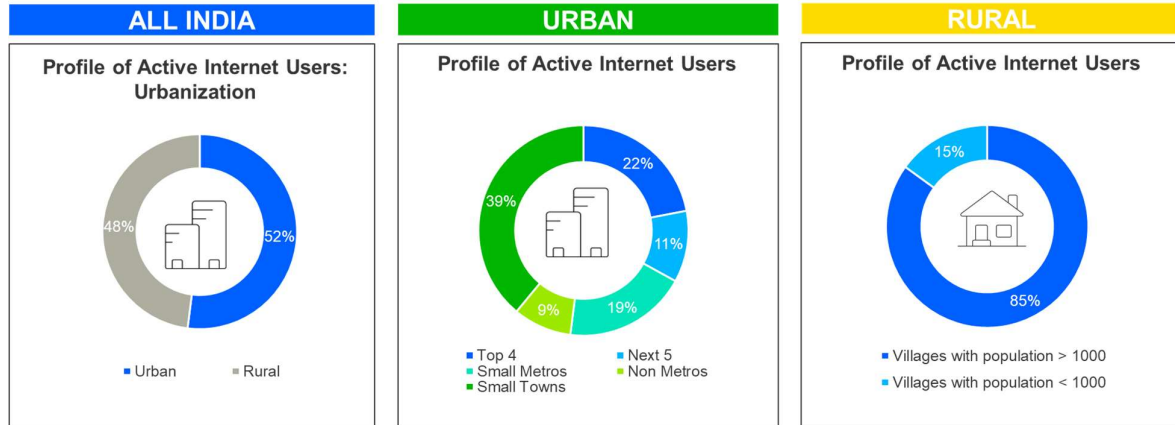 ALL INDIA
Profile of Active Internet Users:
Urbanization
48%
52%
Urban
Rural
URBAN
Profile of Active Internet Users
22%
39%
11%
19%
9%
Top 4
Next 5
Small Metros
Non Metros
Small Towns
RURAL
Profile of Active Internet Users
15%
85%
Villages with population > 1000
Villages with population < 1000